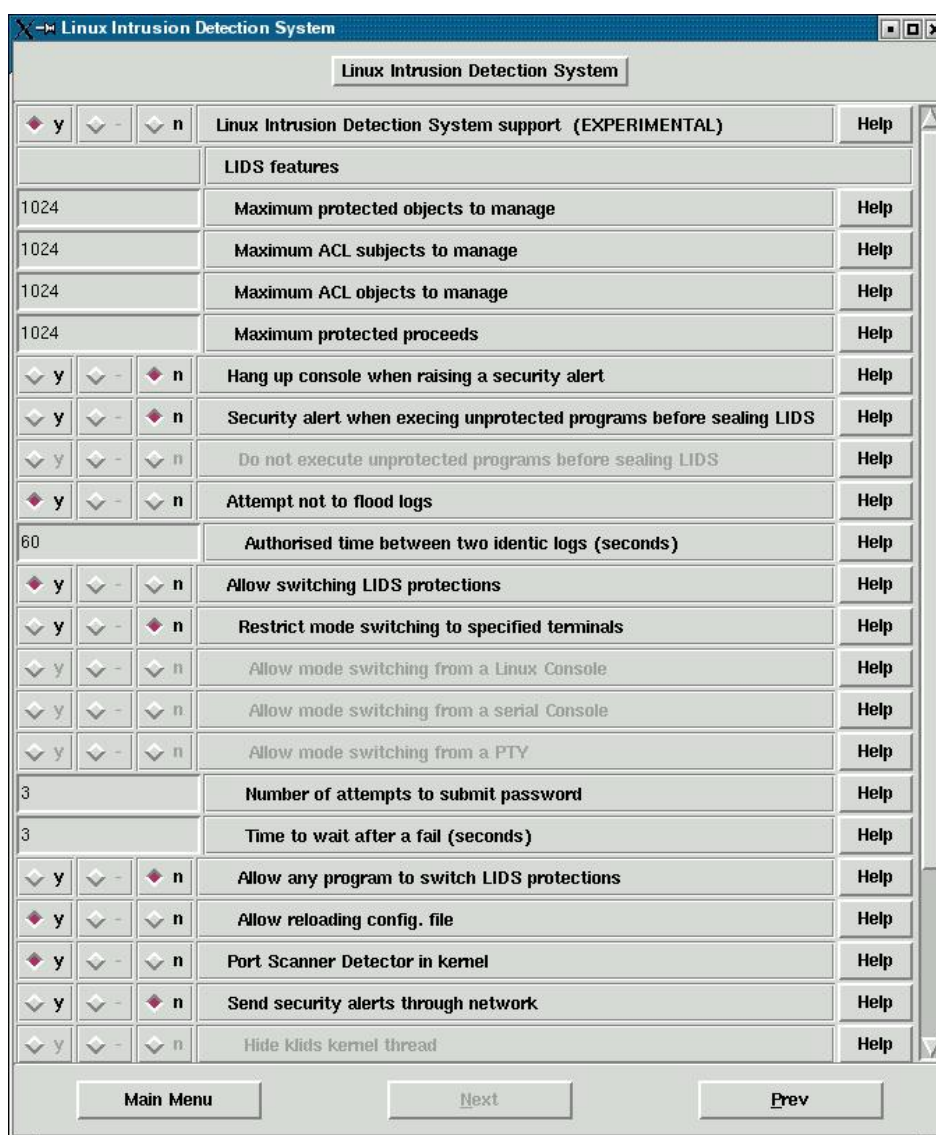 Linux Intrusion Detection System
Linux Intrusion Detection System
y - n Linux Intrusion Detection System support (EXPERIMENTAL) Help
LIDS features
1024 Maximum protected objects to manage Help
1024 Maximum ACL subjects to manage Help
1024 Maximum ACL objects to manage Help
1024 Maximum protected proceeds Help
y - n Hang up console when raising a security alert Help
y - n Security alert when execing unprotected programs before sealing LIDS Help
y - n Do not execute unprotected programs before sealing LIDS Help
y - n Attempt not to flood logs Help
60 Authorised time between two identic logs (seconds) Help
y - n Allow switching LIDS protections Help
y - n Restrict mode switching to specified terminals Help
y - n Allow mode switching from a Linux Console Help
y - n Allow mode switching from a serial Console Help
y - n Allow mode switching from a PTY Help
3 Number of attempts to submit password Help
3 Time to wait after a fail (seconds) Help
y - n Allow any program to switch LIDS protections Help
y - n Allow reloading config. file Help
y - n Port Scanner Detector in kernel Help
y - n Send security alerts through network Help
y - n Hide klids kernel thread Help
Main Menu Next Prev